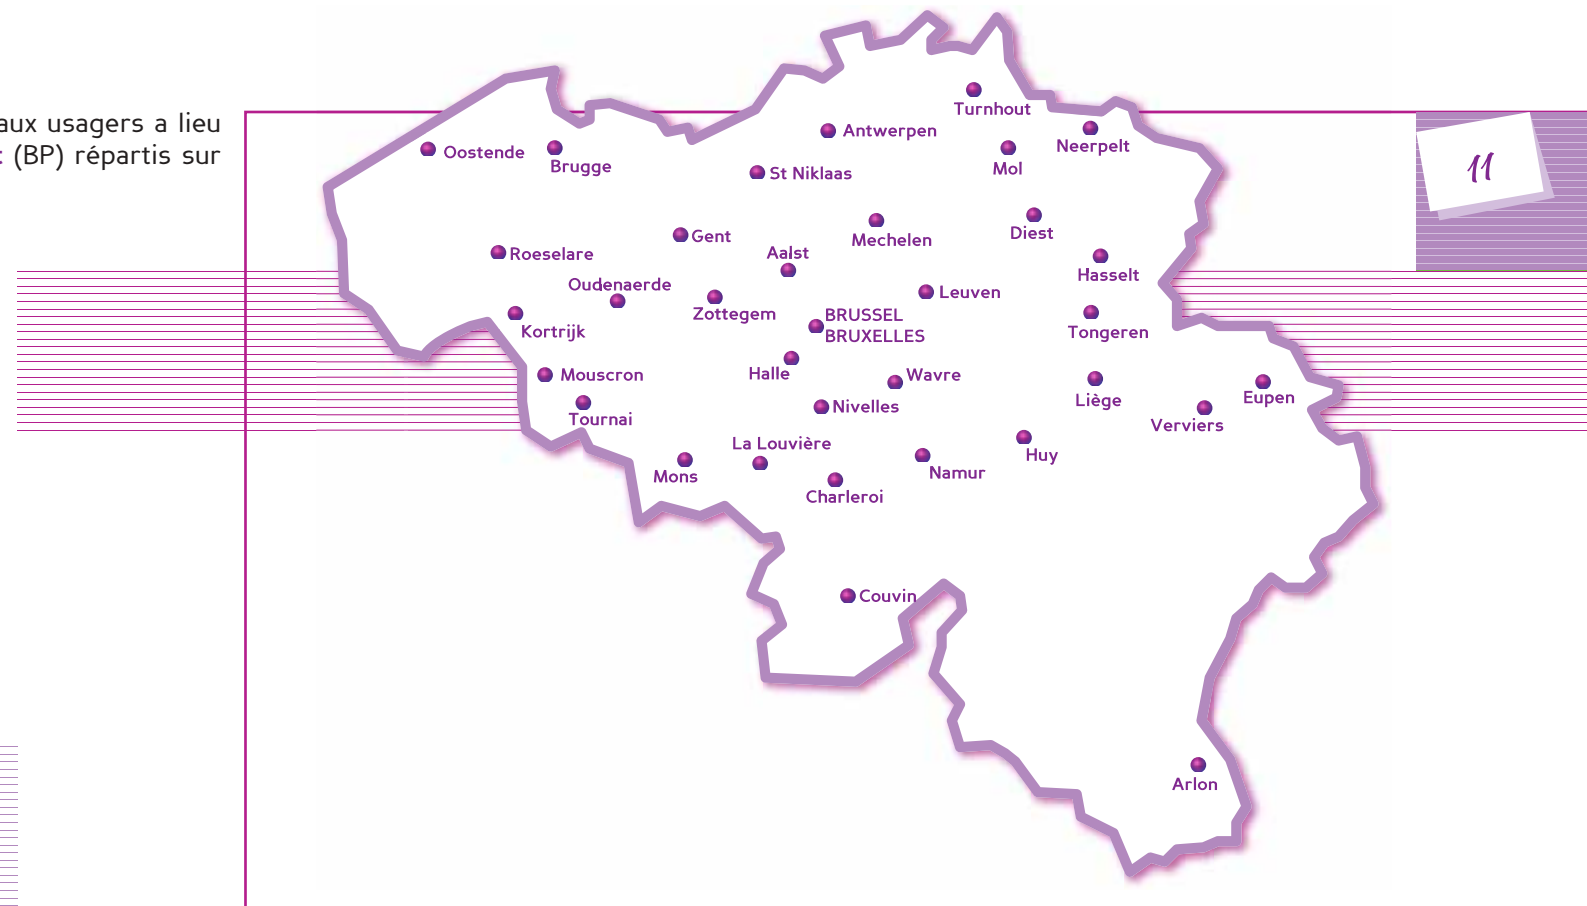 aux usagers a lieu
(BP) répartis sur
11
Turnhout
Antwerpen
Neerpelt
Oostende
Brugge
Mol
St Niklaas
Diest
Gent
Mechelen
Roeselare
Aalst
Hasselt
Oudenaerde
Leuven
Zottegem
BRUSSEL
BRUXELLES
Kortrijk
Tongeren
Halle
Wavre
Mouscron
Eupen
Liège
Nivelles
Tournai
Verviers
La Louvière
Huy
Mons
Namur
Charleroi
Couvin
Arlon